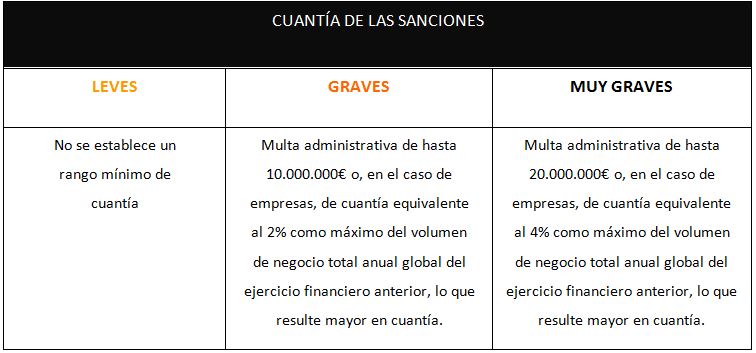 CUANTÍA DE LAS SANCIONES
LEVES
GRAVES
MUY GRAVES
No se establece un
rango mínimo de
cuantía
Multa administrativa de hasta
10.000.000€ o, en el caso de
empresas, de cuantía equivalente
al 2% como máximo del volumen
de negocio total anual global del
ejercicio financiero anterior, lo que
resulte mayor en cuantía.
Multa administrativa de hasta
20.000.000€ o, en el caso de
empresas, de cuantía equivalente
al 4% como máximo del volumen
de negocio total anual global del
ejercicio financiero anterior, lo que
resulte mayor en cuantía.